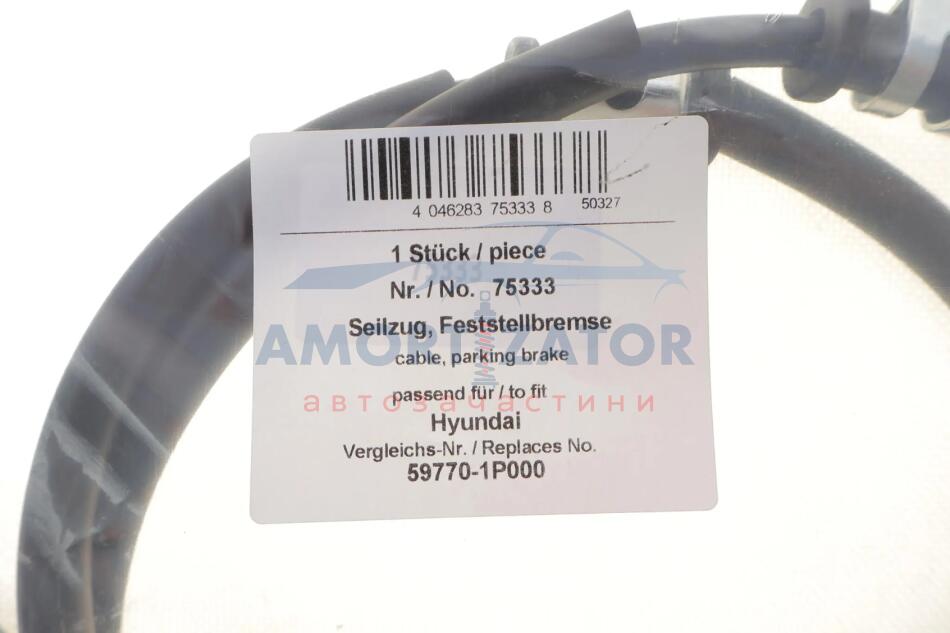 4 046283 75333 8 50327
1 Stück / piece
75333
Nr. / No. 75333
Seilzug, Feststellbremse
AMORTIZATOR
cable, parking brake
passend für / to fit
автозапчастини
Hyundai
Vergleichs-Nr. / Replaces No.
59770-1P000